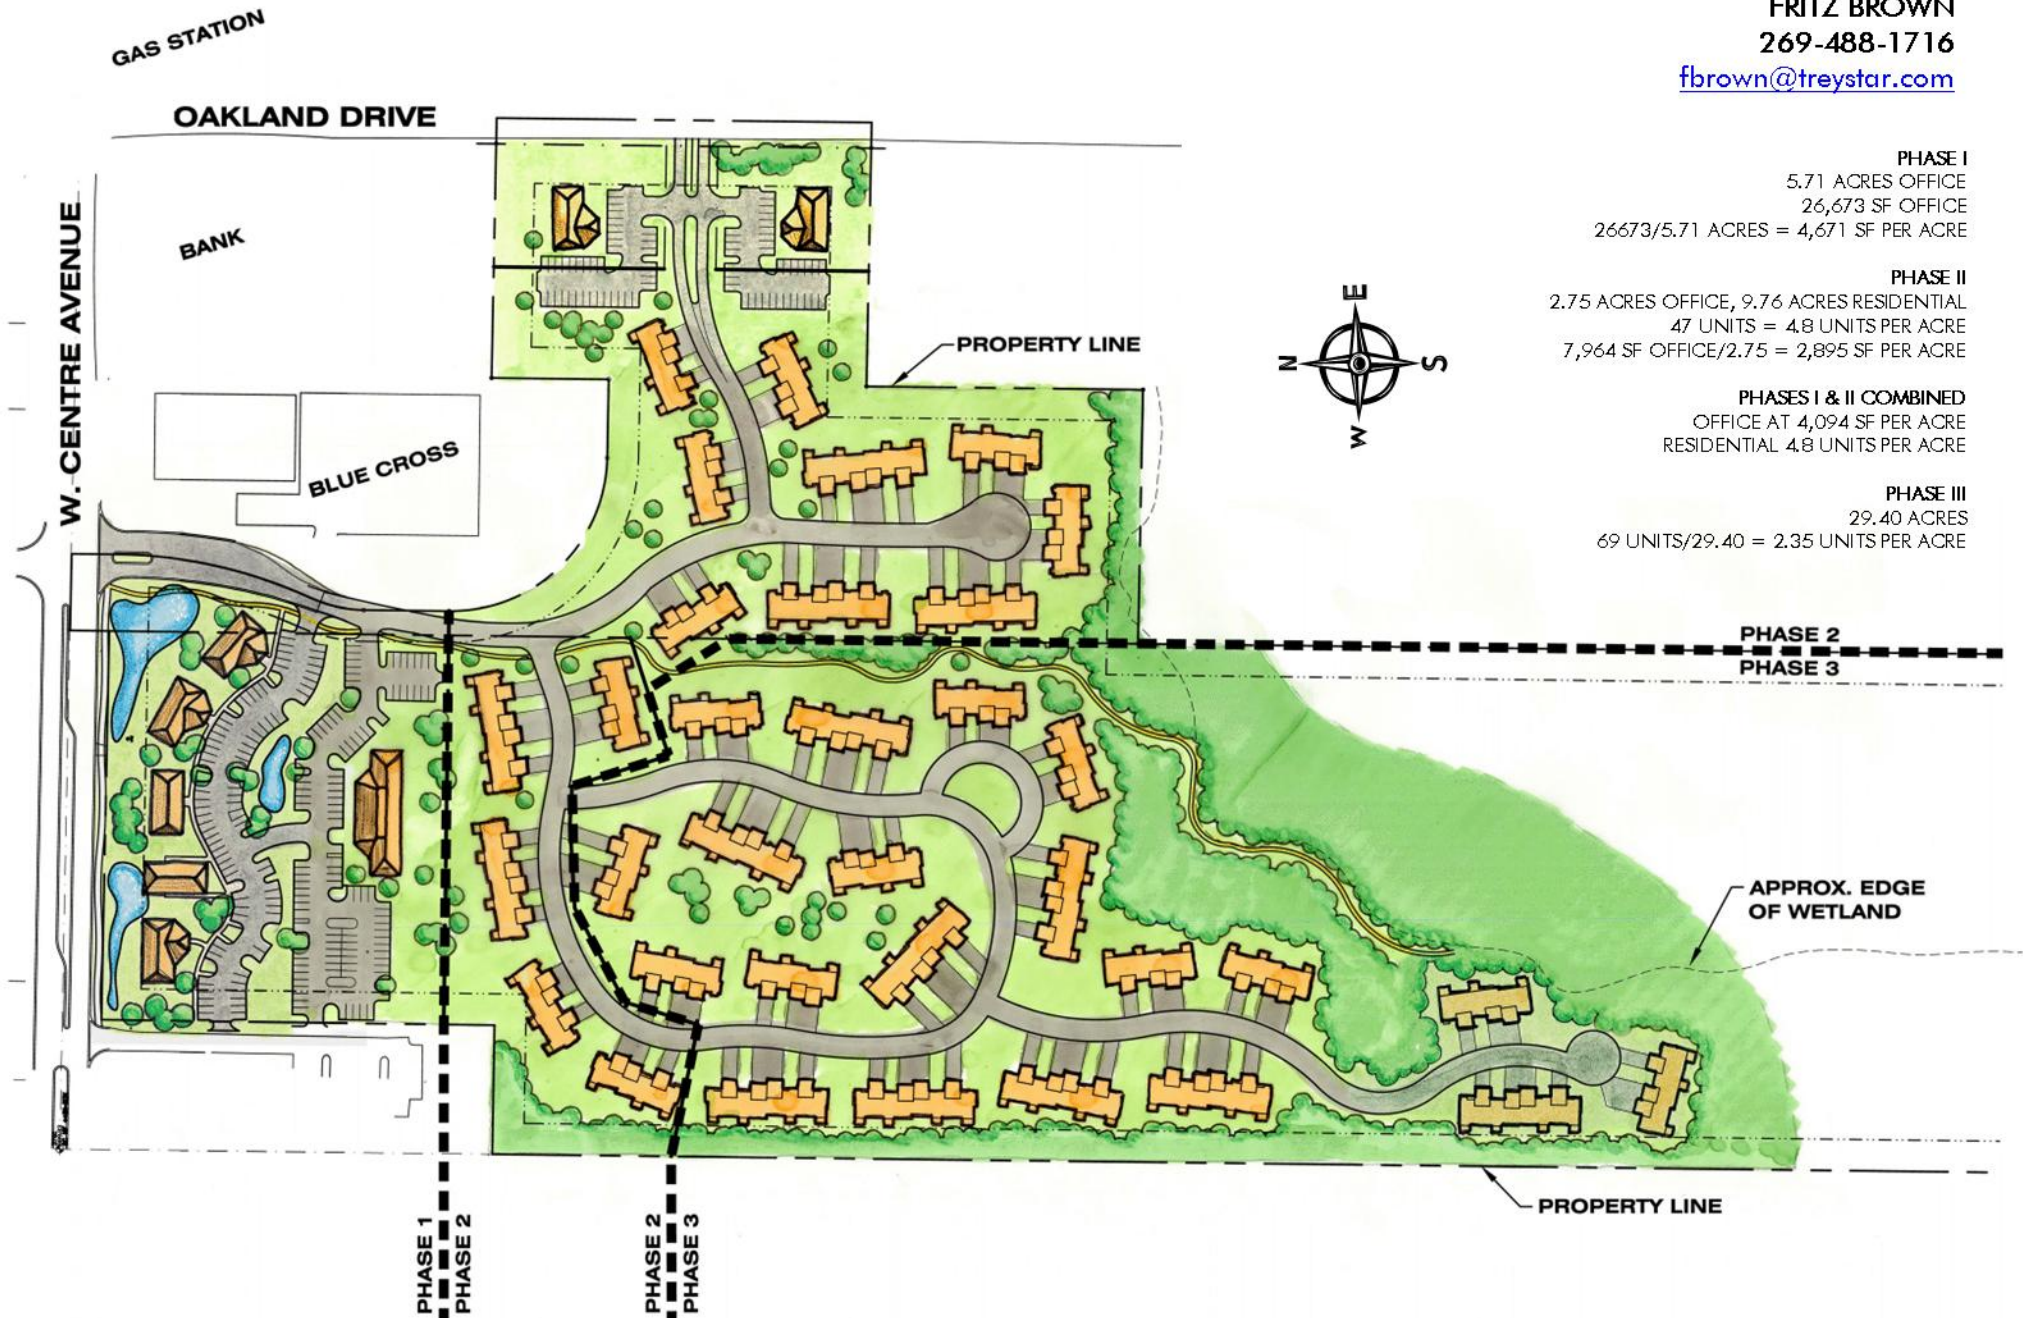 FRITZ BROWN
269-488-1716
fbrown@treystar.com
GAS STATION
OAKLAND DRIVE
W. CENTRE AVENUE
BANK
BLUE CROSS
PROPERTY LINE
E
N
S
W
PHASE I
5.71 ACRES OFFICE
26,673 SF OFFICE
26673/5.71 ACRES = 4,671 SF PER ACRE
PHASE II
2.75 ACRES OFFICE, 9.76 ACRES RESIDENTIAL
47 UNITS = 4.8 UNITS PER ACRE
7,964 SF OFFICE/2.75 = 2,895 SF PER ACRE
PHASES I & II COMBINED
OFFICE AT 4,094 SF PER ACRE
RESIDENTIAL 4.8 UNITS PER ACRE
PHASE III
29.40 ACRES
69 UNITS/29.40 = 2.35 UNITS PER ACRE
PHASE 2
PHASE 3
APPROX. EDGE
OF WETLAND
PROPERTY LINE
PHASE 1
PHASE 2
PHASE 2
PHASE 3